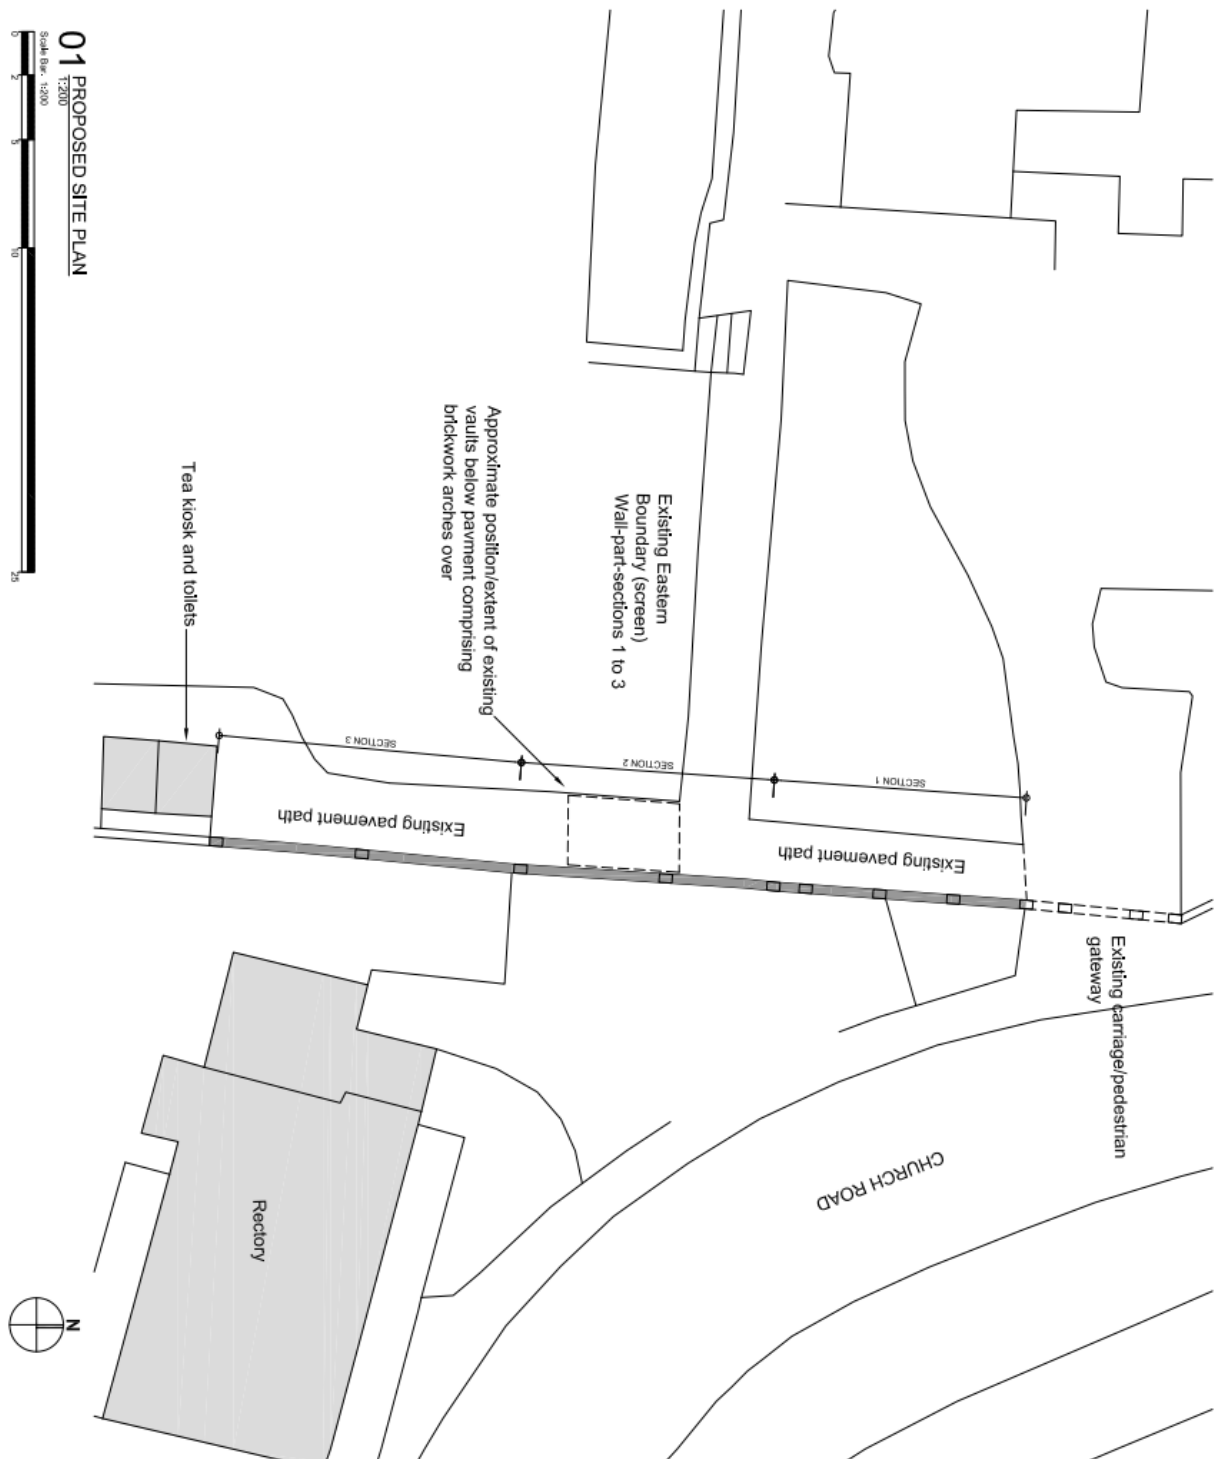 01 PROPOSED SITE PLAN
1:200
Scale Bar. 1:200
0 2 5 10 25
Approximate position/extent of existing
vaults below pavment comprising
brickwork arches over
Existing Eastern
Boundary (screen)
Wall-part-sections 1 to 3
Tea kiosk and toilets
SECTION 3
SECTION 2
SECTION 1
Existing pavement path
Existing pavement path
Existing carriage/pedestrian
gateway
CHURCH ROAD
Rectory
N